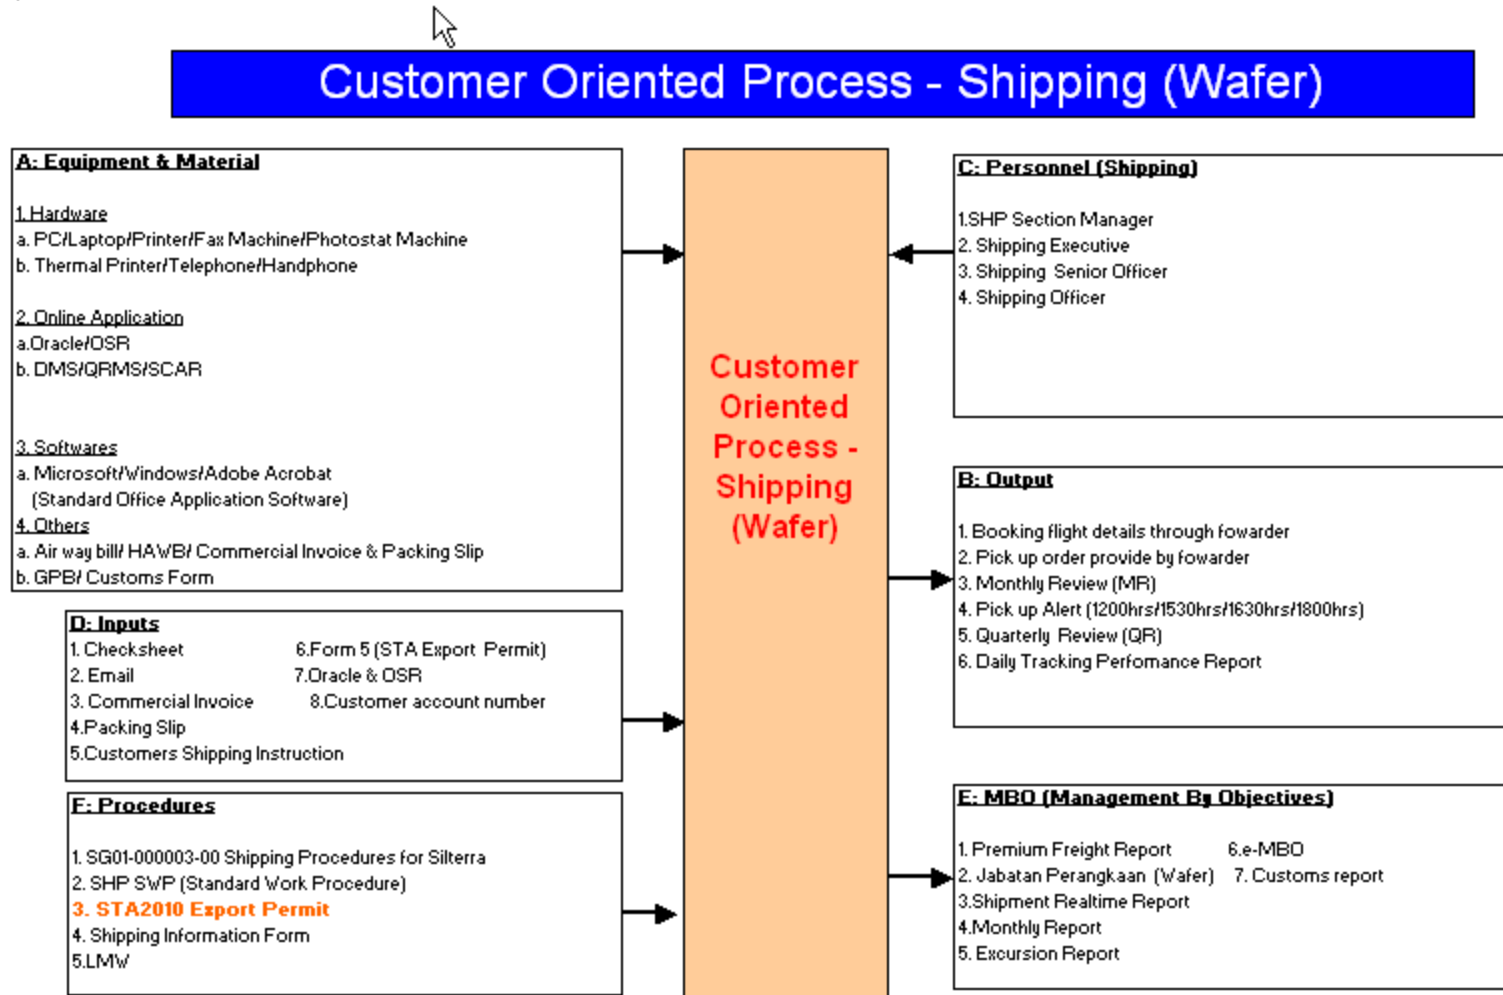 Customer Oriented Process - Shipping (Wafer)
A: Equipment & Material
1. Hardware
a. PC/Laptop/Printer/Fax Machine/Photostat Machine
b. Thermal Printer/Telephone/Handphone
2. Online Application
a.Oracle/OSR
b. DMS/QRMS/SCAR
3. Softwares
a. Microsoft/Windows/Adobe Acrobat
(Standard Office Application Software)
4. Others
a. Air way bill/ HAWB/ Commercial Invoice & Packing Slip
b. GPB/ Customs Form
D: Inputs
1. Checksheet 6.Form 5 (STA Export Permit)
2. Email 7.Oracle & OSR
3. Commercial Invoice 8.Customer account number
4.Packing Slip
5.Customers Shipping Instruction
F: Procedures
1. SG01-000003-00 Shipping Procedures for Silterra
2. SHP SWP (Standard Work Procedure)
3. STA2010 Export Permit
4. Shipping Information Form
5.LMW
Customer
Oriented
Process -
Shipping
(Wafer)
C: Personnel (Shipping)
1.SHP Section Manager
2. Shipping Executive
3. Shipping Senior Officer
4. Shipping Officer
B: Output
1. Booking flight details through fowarder
2. Pick up order provide by fowarder
3. Monthly Review (MR)
4. Pick up Alert (1200hrs/1530hrs/1630hrs/1800hrs)
5. Quarterly Review (QR)
6. Daily Tracking Perfomance Report
E: MBO (Management By Objectives)
1. Premium Freight Report 6.e-MBO
2. Jabatan Perangkaan (Wafer) 7. Customs report
3.Shipment Realtime Report
4.Monthly Report
5. Excursion Report